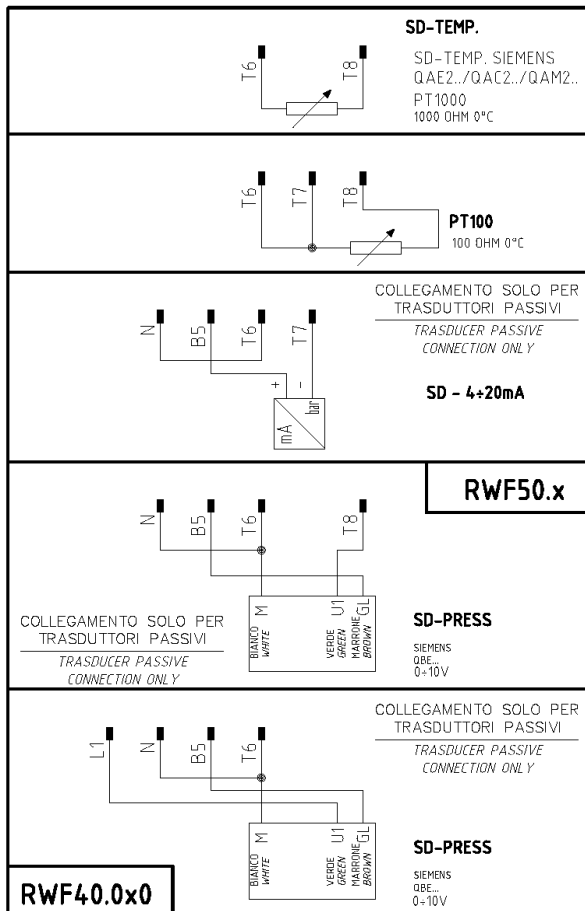 SD-TEMP.
T6
T8
SD-TEMP. SIEMENS
QAE2../QAC2../QAM2..
PT1000
1000 OHM 0°C
T6
T7
T8
PT100
100 OHM 0°C
COLLEGAMENTO SOLO PER
TRASDUTTORI PASSIVI
TRASDUCER PASSIVE
CONNECTION ONLY
N
B5
T6
T7
+
-
mA
bar
SD - 4÷20mA
RWF50.x
N
B5
T6
T8
M
U1
GL
BIANCO
WHITE
VERDE
GREEN
MARRONE
BROWN
COLLEGAMENTO SOLO PER
TRASDUTTORI PASSIVI
TRASDUCER PASSIVE
CONNECTION ONLY
SD-PRESS
SIEMENS
QBE...
0÷10V
COLLEGAMENTO SOLO PER
TRASDUTTORI PASSIVI
TRASDUCER PASSIVE
CONNECTION ONLY
L1
N
B5
T6
M
U1
GL
BIANCO
WHITE
VERDE
GREEN
MARRONE
BROWN
SD-PRESS
SIEMENS
QBE...
0÷10V
RWF40.0x0